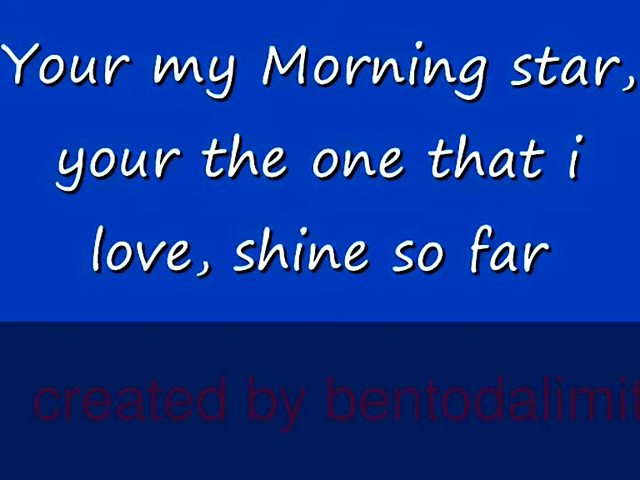 Your my Morning star,
your the one that i
love, shine so far
created by bentodalimit